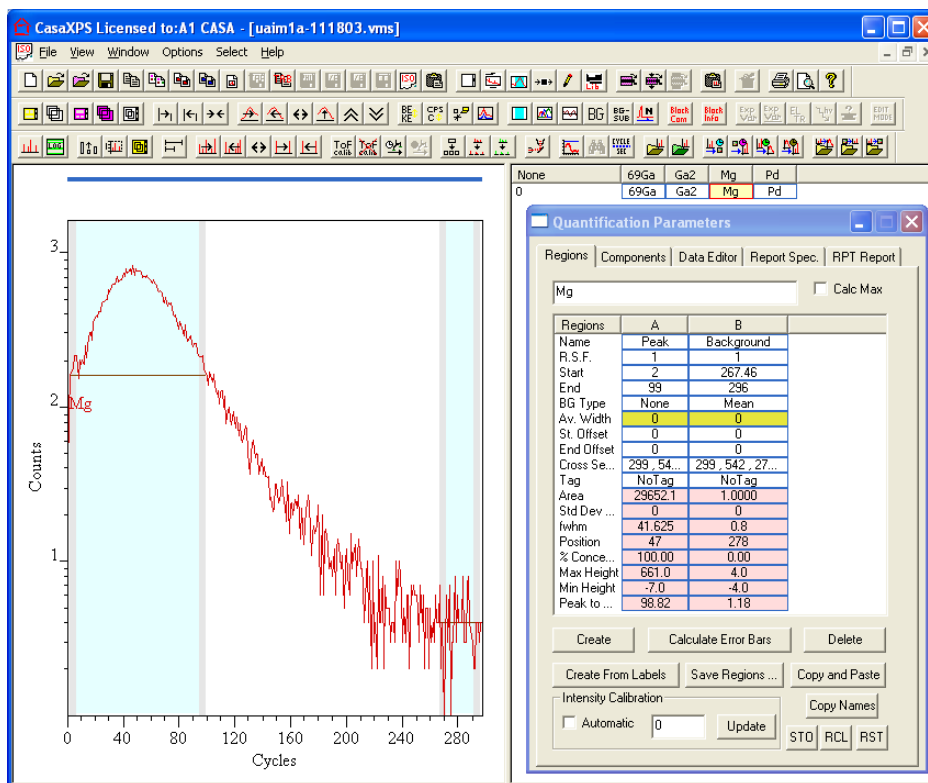 CasaXPS Licensed to:A1 CASA - [uaim1a-111803.vms]
File View Window Options Select Help
None 69Ga Ga2 Mg Pd
0 69Ga Ga2 Mg Pd
Quantification Parameters
Regions Components Data Editor Report Spec. RPT Report
Mg
Calc Max
Regions A B
Name Peak Background
R.S.F. 1 1
Start 2 267.46
End 99 296
BG Type None Mean
Av. Width 0 0
St. Offset 0 0
End Offset 0 0
Cross Se... 299 , 54... 299 , 542 , 27...
Tag NoTag NoTag
Area 29652.1 1.0000
Std Dev ... 0 0
fwhm 41.625 0.8
Position 47 278
% Conce... 100.00 0.00
Max Height 661.0 4.0
Min Height -7.0 -4.0
Peak to ... 98.82 1.18
Create Calculate Error Bars Delete
Create From Labels Save Regions ... Copy and Paste
Intensity Calibration
Automatic 0 Update
Copy Names
STO RCL RST
3
2
1
Mg
Counts
0 40 80 120 160 200 240 280
Cycles